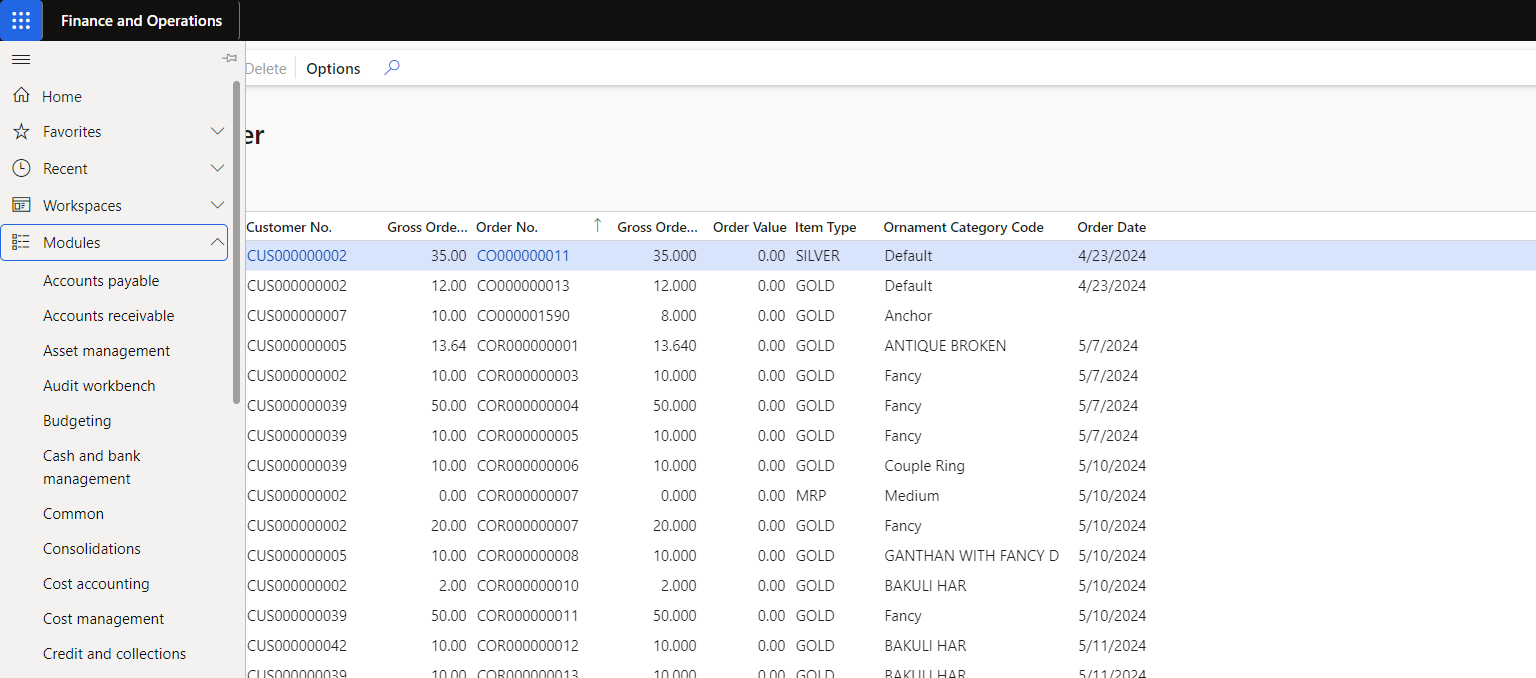 Finance and Operations
Delete Options
Home
Favorites
Recent
Workspaces
Modules
Accounts payable
Accounts receivable
Asset management
Audit workbench
Budgeting
Cash and bank
management
Common
Consolidations
Cost accounting
Cost management
Credit and collections
er
Customer No. Gross Orde... Order No. Gross Orde... Order Value Item Type Ornament Category Code Order Date
CUS000000002 35.00 CO000000011 35.000 0.00 SILVER Default 4/23/2024
CUS000000002 12.00 CO000000013 12.000 0.00 GOLD Default 4/23/2024
CUS000000007 10.00 CO000001590 8.000 0.00 GOLD Anchor
CUS000000005 13.64 COR000000001 13.640 0.00 GOLD ANTIQUE BROKEN 5/7/2024
CUS000000002 10.00 COR000000003 10.000 0.00 GOLD Fancy 5/7/2024
CUS000000039 50.00 COR000000004 50.000 0.00 GOLD Fancy 5/7/2024
CUS000000039 10.00 COR000000005 10.000 0.00 GOLD Fancy 5/7/2024
CUS000000039 10.00 COR000000006 10.000 0.00 GOLD Couple Ring 5/10/2024
CUS000000002 0.00 COR000000007 0.000 0.00 MRP Medium 5/10/2024
CUS000000002 20.00 COR000000007 20.000 0.00 GOLD Fancy 5/10/2024
CUS000000005 10.00 COR000000008 10.000 0.00 GOLD GANTHAN WITH FANCY D 5/10/2024
CUS000000002 2.00 COR000000010 2.000 0.00 GOLD BAKULI HAR 5/10/2024
CUS000000039 50.00 COR000000011 50.000 0.00 GOLD Fancy 5/10/2024
CUS000000042 10.00 COR000000012 10.000 0.00 GOLD BAKULI HAR 5/11/2024
CUS000000039 10.00 COR000000013 10.000 0.00 GOLD BAKULI HAR 5/11/2024